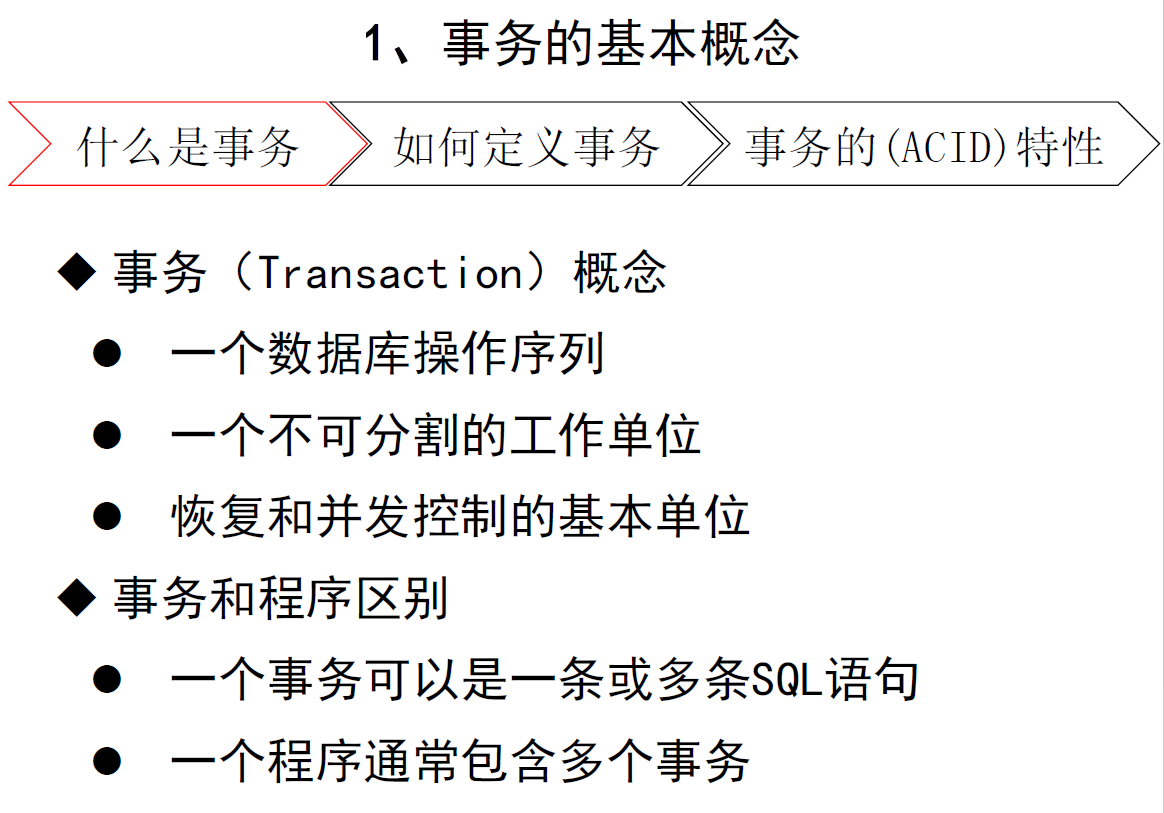 1、事务的基本概念
什么是事务 如何定义事务 事务的(ACID)特性
◆ 事务（Transaction）概念
● 一个数据库操作序列
● 一个不可分割的工作单位
● 恢复和并发控制的基本单位
◆ 事务和程序区别
● 一个事务可以是一条或多条SQL语句
● 一个程序通常包含多个事务